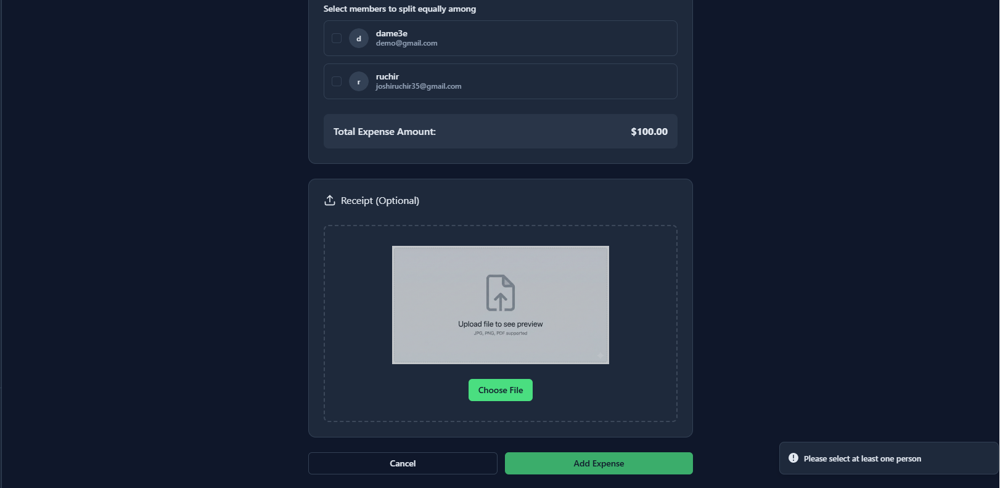 Select members to split equally among
d
dame3e
demo@gmail.com
r
ruchir
joshiruchir35@gmail.com
Total Expense Amount:
$100.00
Receipt (Optional)
Upload file to see preview
JPG, PNG, PDF supported
Choose File
Cancel
Add Expense
Please select at least one person